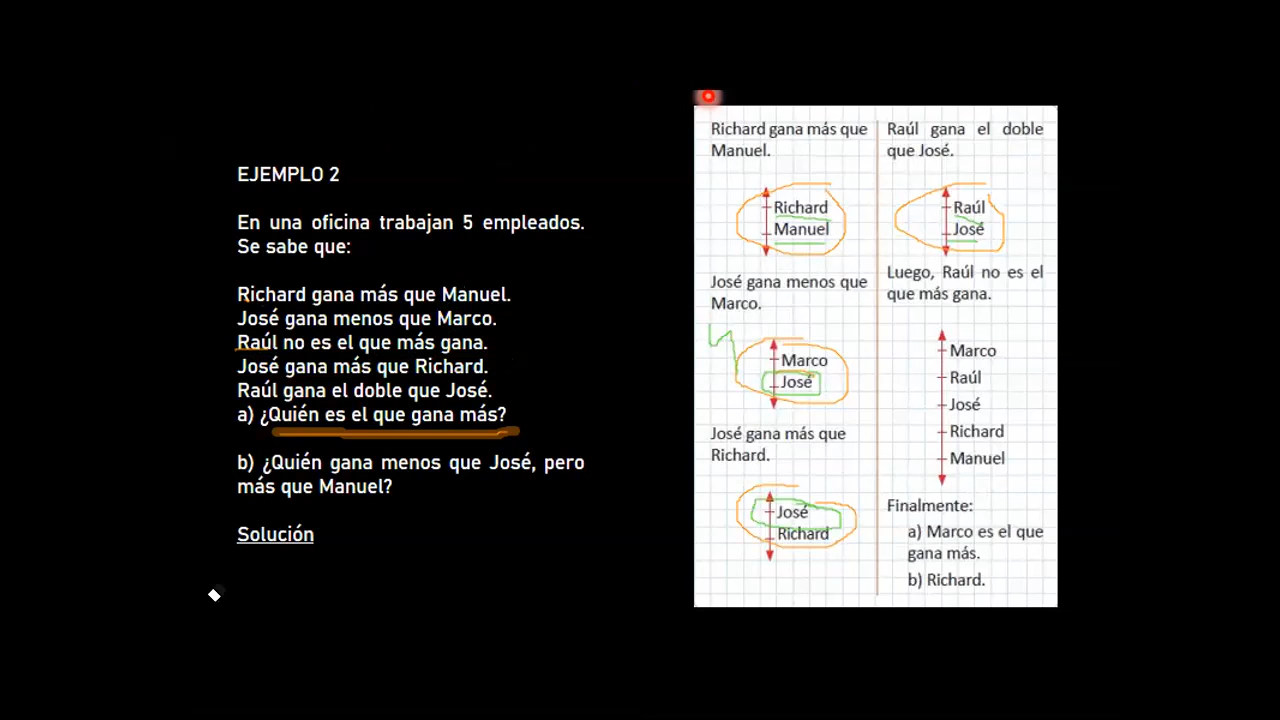 EJEMPLO 2
En una oficina trabajan 5 empleados.
Se sabe que:
Richard gana más que Manuel.
José gana menos que Marco.
Raúl no es el que más gana.
José gana más que Richard.
Raúl gana el doble que José.
a) ¿Quién es el que gana más?
b) ¿Quién gana menos que José, pero
más que Manuel?
Solución
Richard gana más que
Manuel.
Richard
Manuel
José gana menos que
Marco.
Marco
José
José gana más que
Richard.
José
Richard
Raúl gana el doble
que José.
Raúl
José
Luego, Raúl no es el
que más gana.
Marco
Raúl
José
Richard
Manuel
Finalmente:
a) Marco es el que
gana más.
b) Richard.